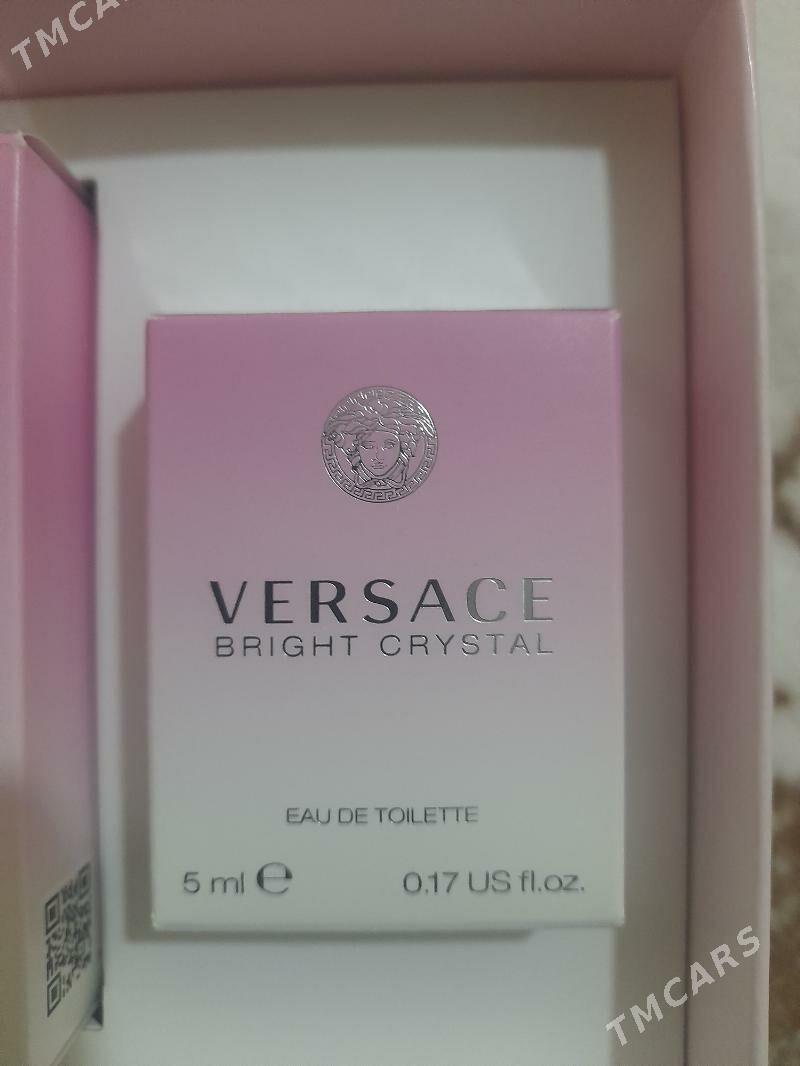 TMCARS
VERSACE
BRIGHT CRYSTAL
EAU DE TOILETTE
5 ml ℮ 0.17 US fl.oz.
TMCARS